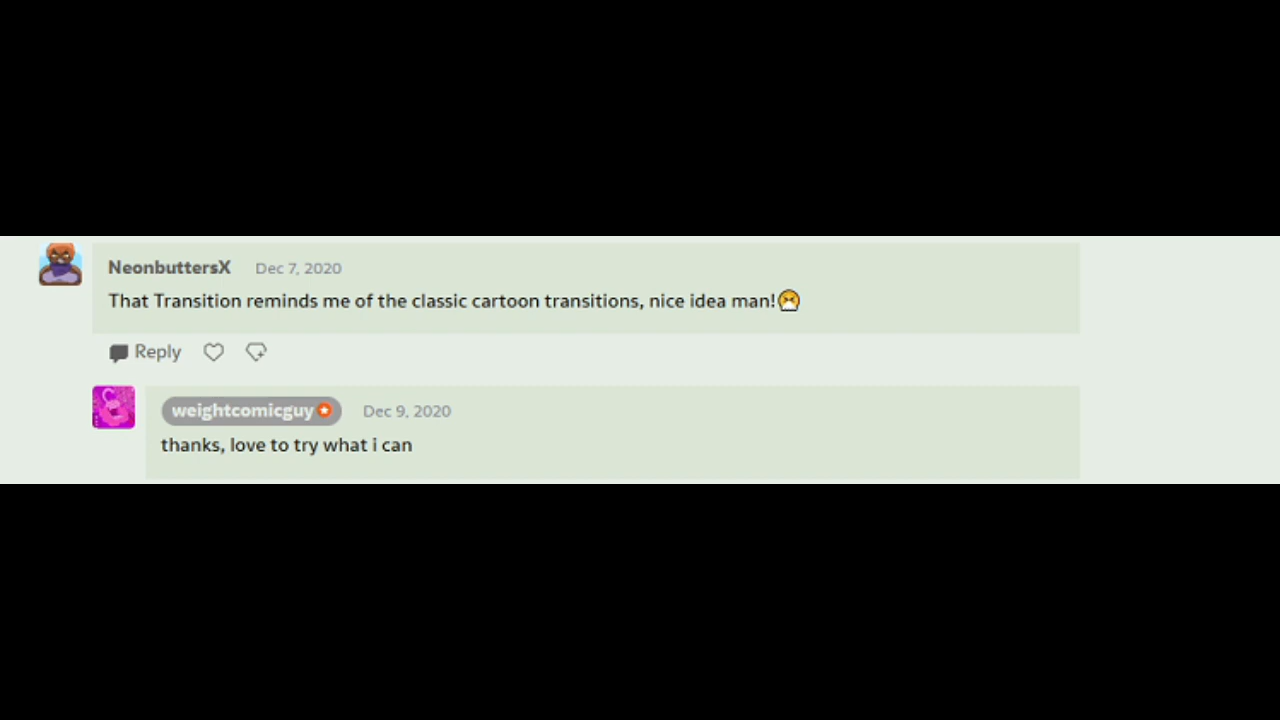 NeonbuttersX Dec 7, 2020
That Transition reminds me of the classic cartoon transitions, nice idea man!😷
Reply
weightcomicguy Dec 9, 2020
thanks, love to try what i can